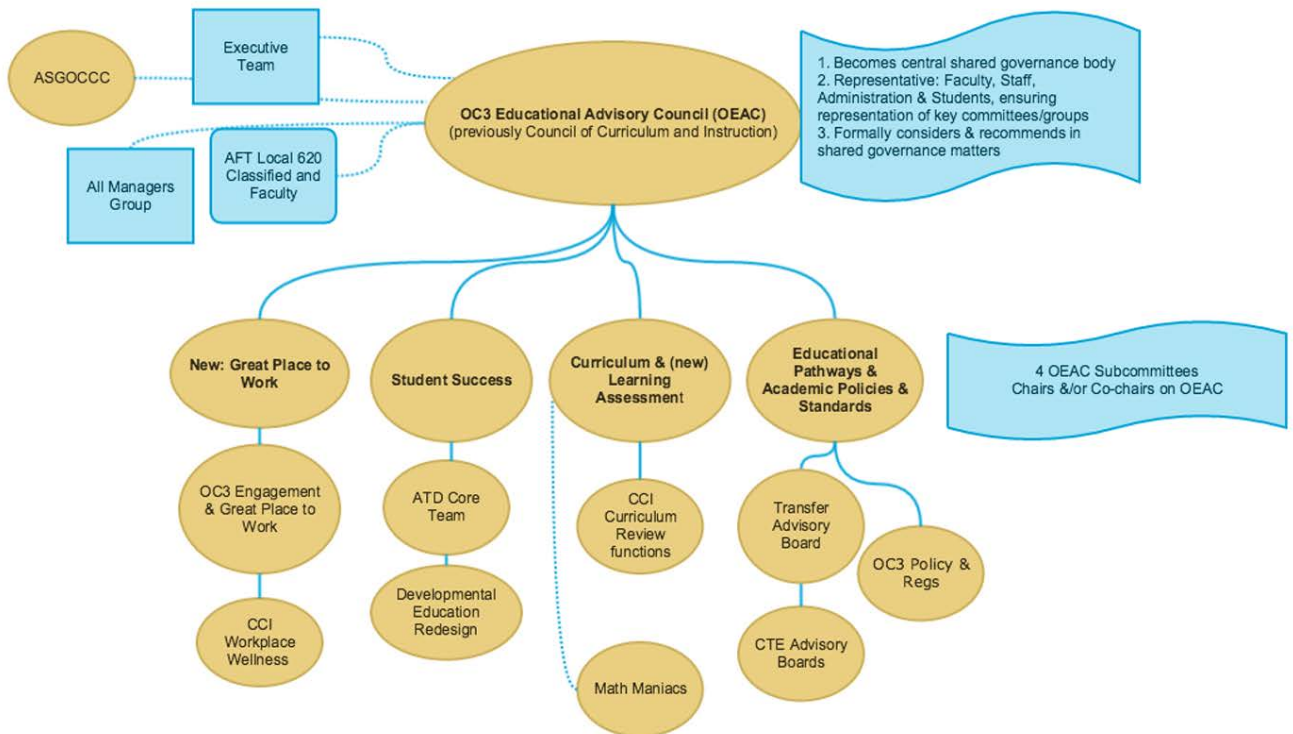 ASGOCCC
Executive
Team
All Managers
Group
AFT Local 620
Classified and
Faculty
OC3 Educational Advisory Council (OEAC)
(previously Council of Curriculum and Instruction)
1. Becomes central shared governance body
2. Representative: Faculty, Staff,
Administration & Students, ensuring
representation of key committees/groups
3. Formally considers & recommends in
shared governance matters
New: Great Place to
Work
Student Success
Curriculum & (new)
Learning
Assessment
Educational
Pathways &
Academic Policies &
Standards
4 OEAC Subcommittees
Chairs &/or Co-chairs on OEAC
OC3 Engagement
& Great Place to
Work
ATD Core
Team
CCI
Curriculum
Review
functions
Transfer
Advisory
Board
OC3 Policy &
Regs
CCI
Workplace
Wellness
Developmental
Education
Redesign
Math Maniacs
CTE Advisory
Boards